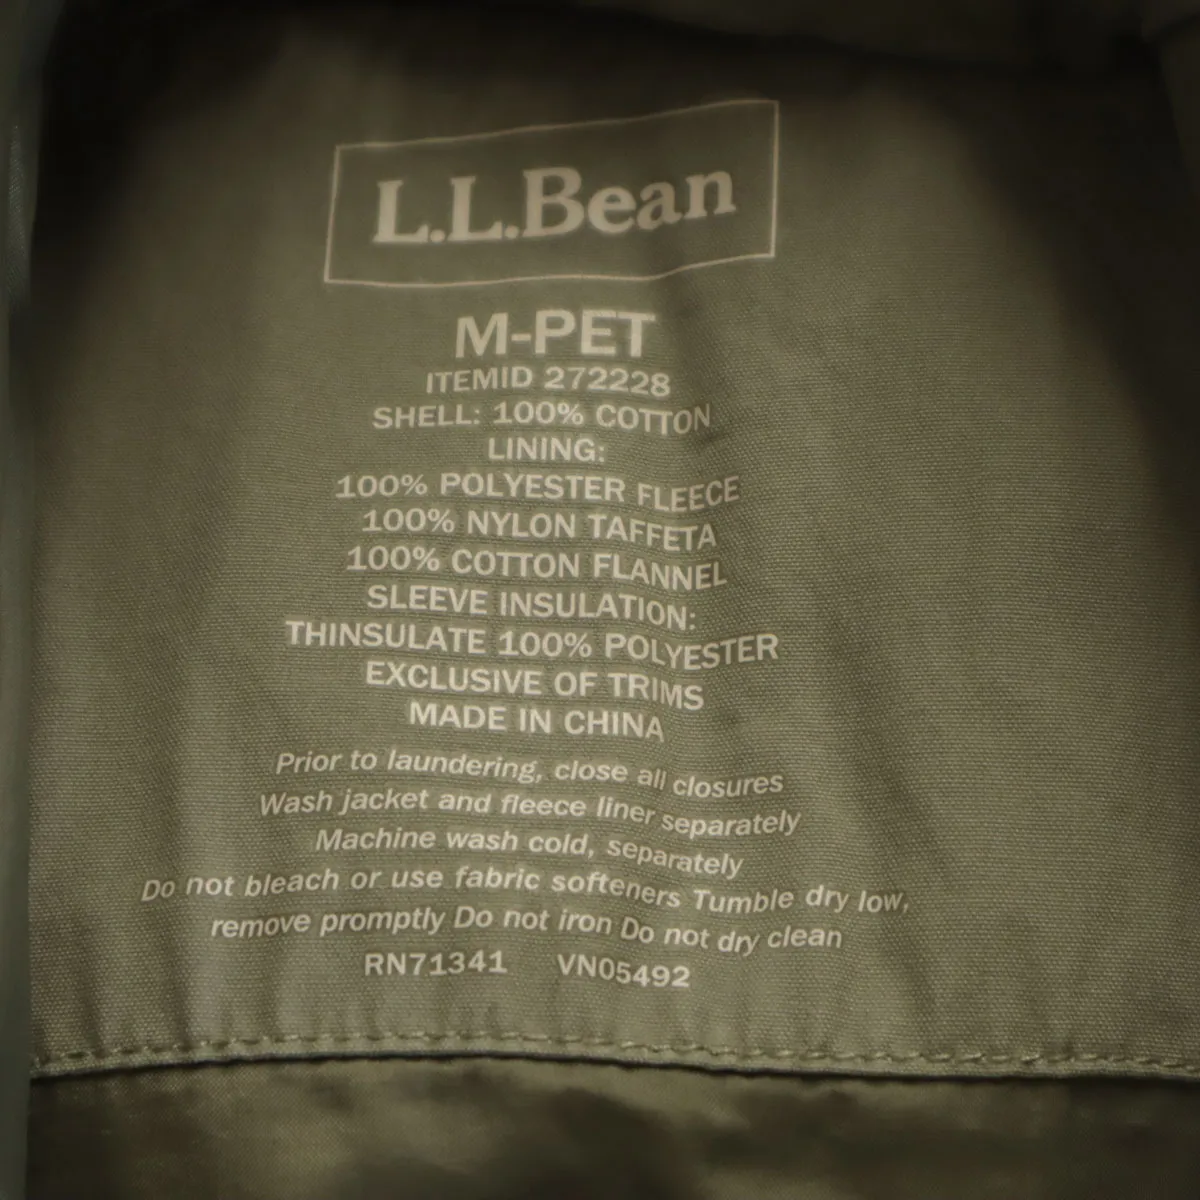 L.L.Bean
M-PET
ITEMID 272228
SHELL: 100% COTTON
LINING:
100% POLYESTER FLEECE
100% NYLON TAFFETA
100% COTTON FLANNEL
SLEEVE INSULATION:
THINSULATE 100% POLYESTER
EXCLUSIVE OF TRIMS
MADE IN CHINA
Prior to laundering, close all closures
Wash jacket and fleece liner separately
Machine wash cold, separately
Do not bleach or use fabric softeners Tumble dry low,
remove promptly Do not iron Do not dry clean
RN71341 VN05492